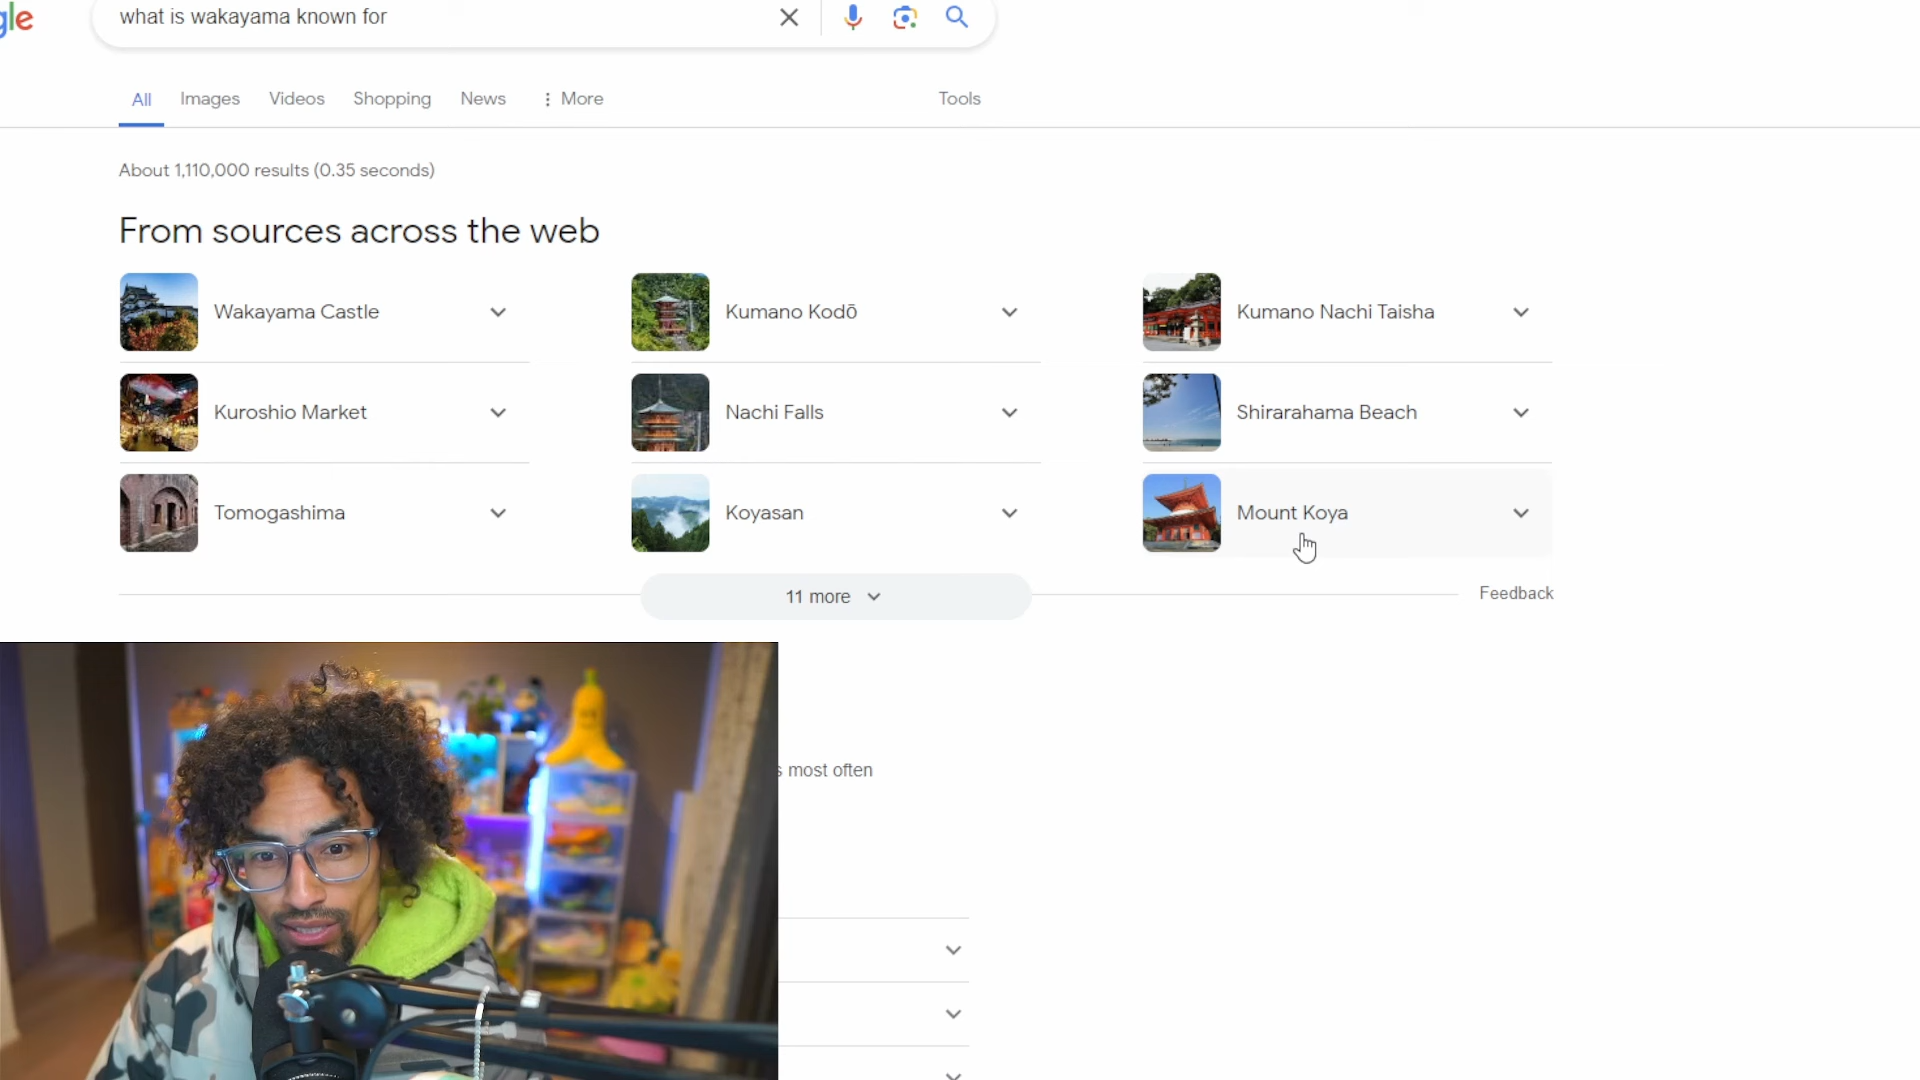 gle
what is wakayama known for
All Images Videos Shopping News More Tools
About 1,110,000 results (0.35 seconds)
From sources across the web
Wakayama Castle Kumano Kodō Kumano Nachi Taisha
Kuroshio Market Nachi Falls Shirarahama Beach
Tomogashima Koyasan Mount Koya
11 more
Feedback
s most often